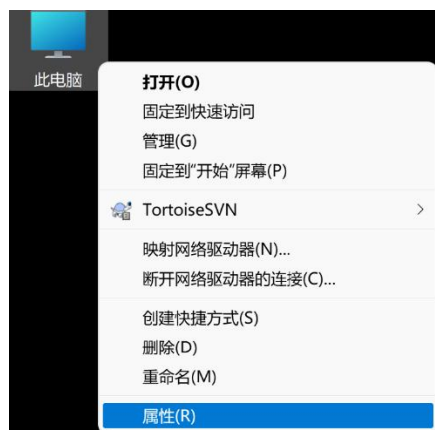 此电脑
打开(O)
固定到快速访问
管理(G)
固定到"开始"屏幕(P)
TortoiseSVN
映射网络驱动器(N)...
断开网络驱动器的连接(C)...
创建快捷方式(S)
删除(D)
重命名(M)
属性(R)